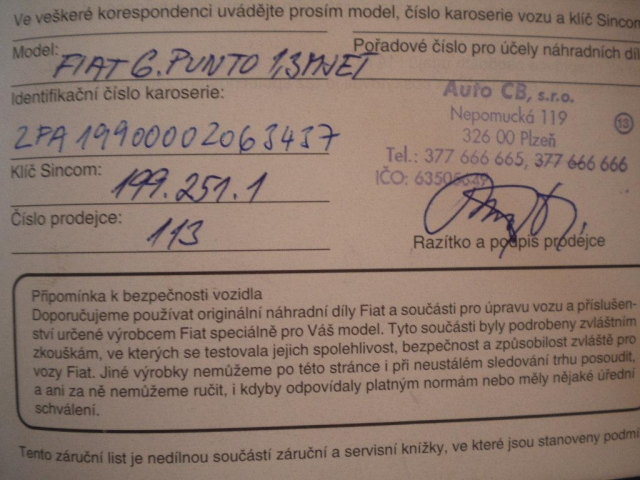 Ve veškeré korespondenci uvádějte prosím model, číslo karoserie vozu a klíč Sincom
Model: FIAT G. PUNTO 1,3 MJET
Pořadové číslo pro účely náhradních díl
Identifikační číslo karoserie:
ZFA 19900002063437
Klíč Sincom:
199.251.1
Číslo prodejce:
113
Auto CB, s.r.o.
Nepomucká 119
326 00 Plzeň
13
Tel.: 377 666 665, 377 666 666
IČO:
Razítko a podpis prodejce
Připomínka k bezpečnosti vozidla
Doporučujeme používat originální náhradní díly Fiat a součásti pro úpravu vozu a příslušen-
ství určené výrobcem Fiat speciálně pro Váš model. Tyto součásti byly podrobeny zvláštním
zkouškám, ve kterých se testovala jejich spolehlivost, bezpečnost a způsobilost zvláště pro
vozy Fiat. Jiné výrobky nemůžeme po této stránce i při neustálém sledování trhu posoudit,
a ani za ně nemůžeme ručit, i kdyby odpovídaly platným normám nebo měly nějaké úřední
schválení.
Tento záruční list je nedílnou součástí záruční a servisní knížky, ve které jsou stanoveny podmí